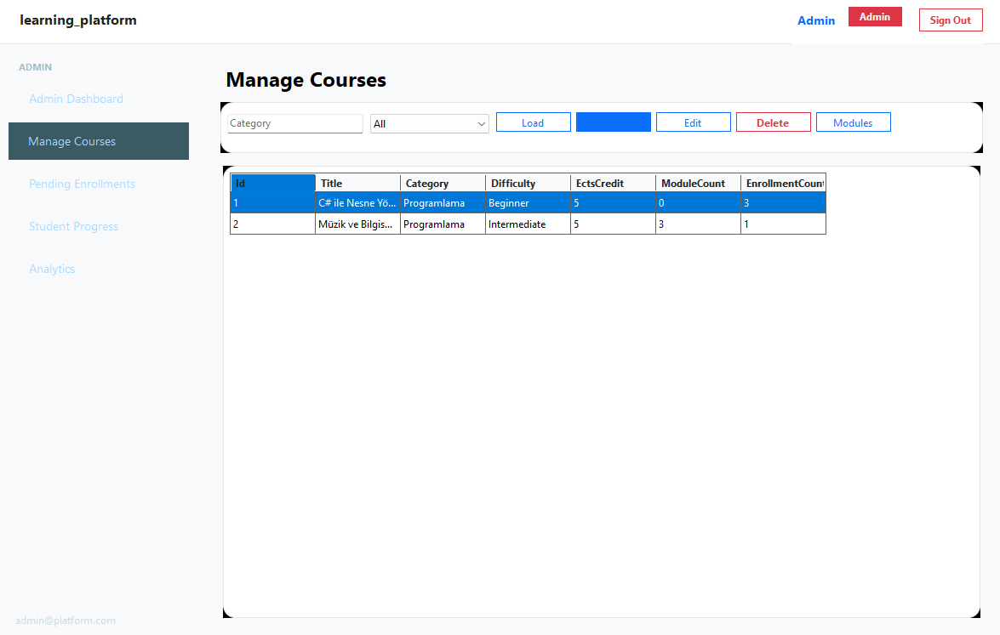 learning_platform
Admin
Admin
Sign Out
ADMIN
Admin Dashboard
Manage Courses
Pending Enrollments
Student Progress
Analytics
admin@platform.com
Manage Courses
Category
All
Load
Edit
Delete
Modules
Id Title Category Difficulty EctsCredit ModuleCount EnrollmentCount
1 C# ile Nesne Yö... Programlama Beginner 5 0 3
2 Müzik ve Bilgis... Programlama Intermediate 5 3 1